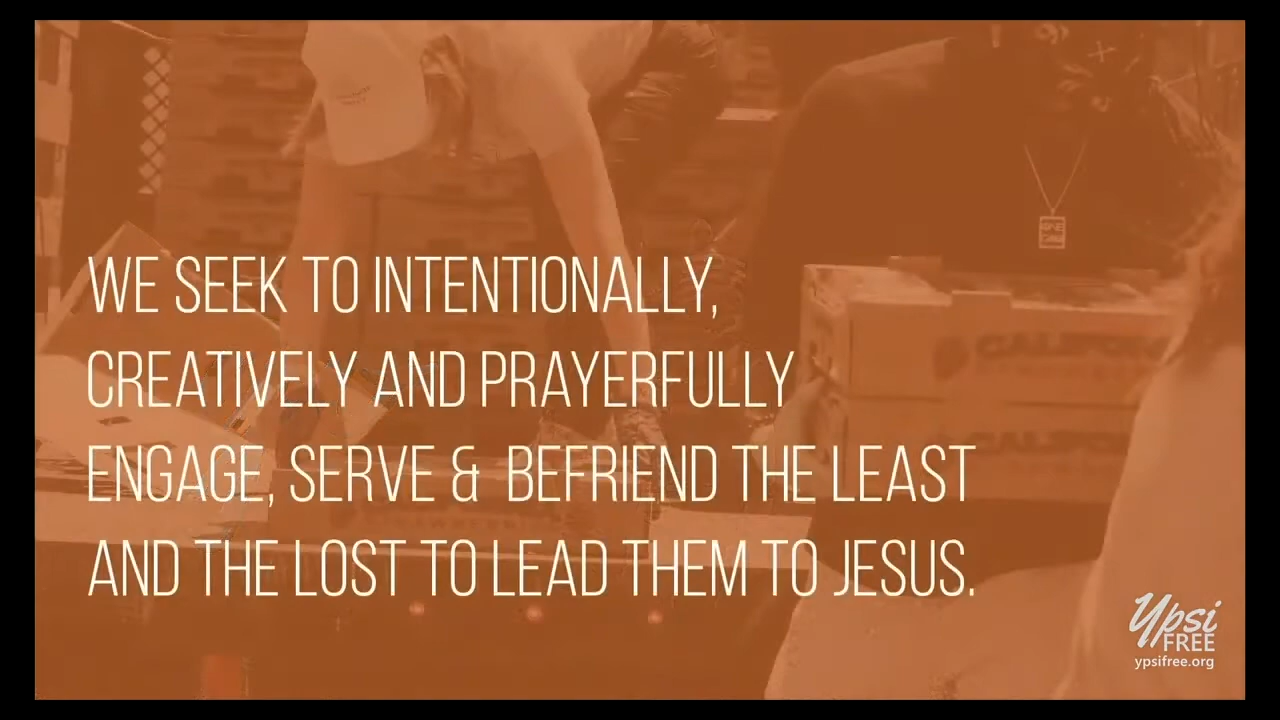 WE SEEK TO INTENTIONALLY,
CREATIVELY AND PRAYERFULLY
ENGAGE, SERVE & BEFRIEND THE LEAST
AND THE LOST TO LEAD THEM TO JESUS.
Ypsi
FREE
ypsifree.org